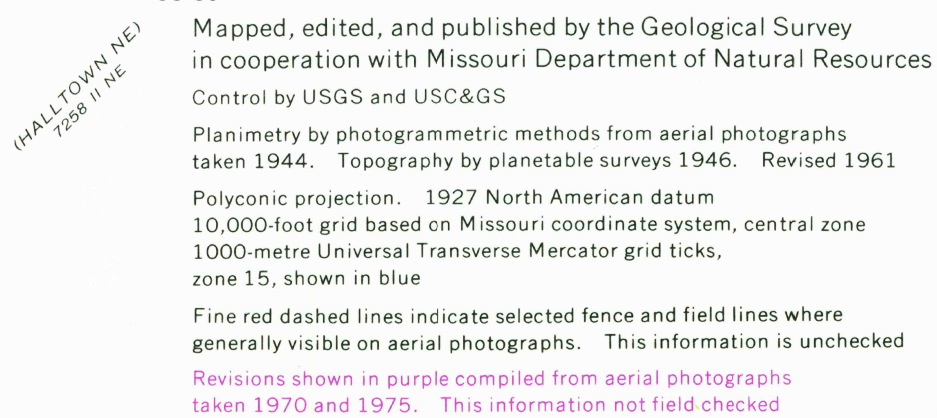 (HALLTOWN NE)
7258 II NE
Mapped, edited, and published by the Geological Survey
in cooperation with Missouri Department of Natural Resources
Control by USGS and USC&GS
Planimetry by photogrammetric methods from aerial photographs
taken 1944. Topography by planetable surveys 1946. Revised 1961
Polyconic projection. 1927 North American datum
10,000-foot grid based on Missouri coordinate system, central zone
1000-metre Universal Transverse Mercator grid ticks,
zone 15, shown in blue
Fine red dashed lines indicate selected fence and field lines where
generally visible on aerial photographs. This information is unchecked
Revisions shown in purple compiled from aerial photographs
taken 1970 and 1975. This information not field checked